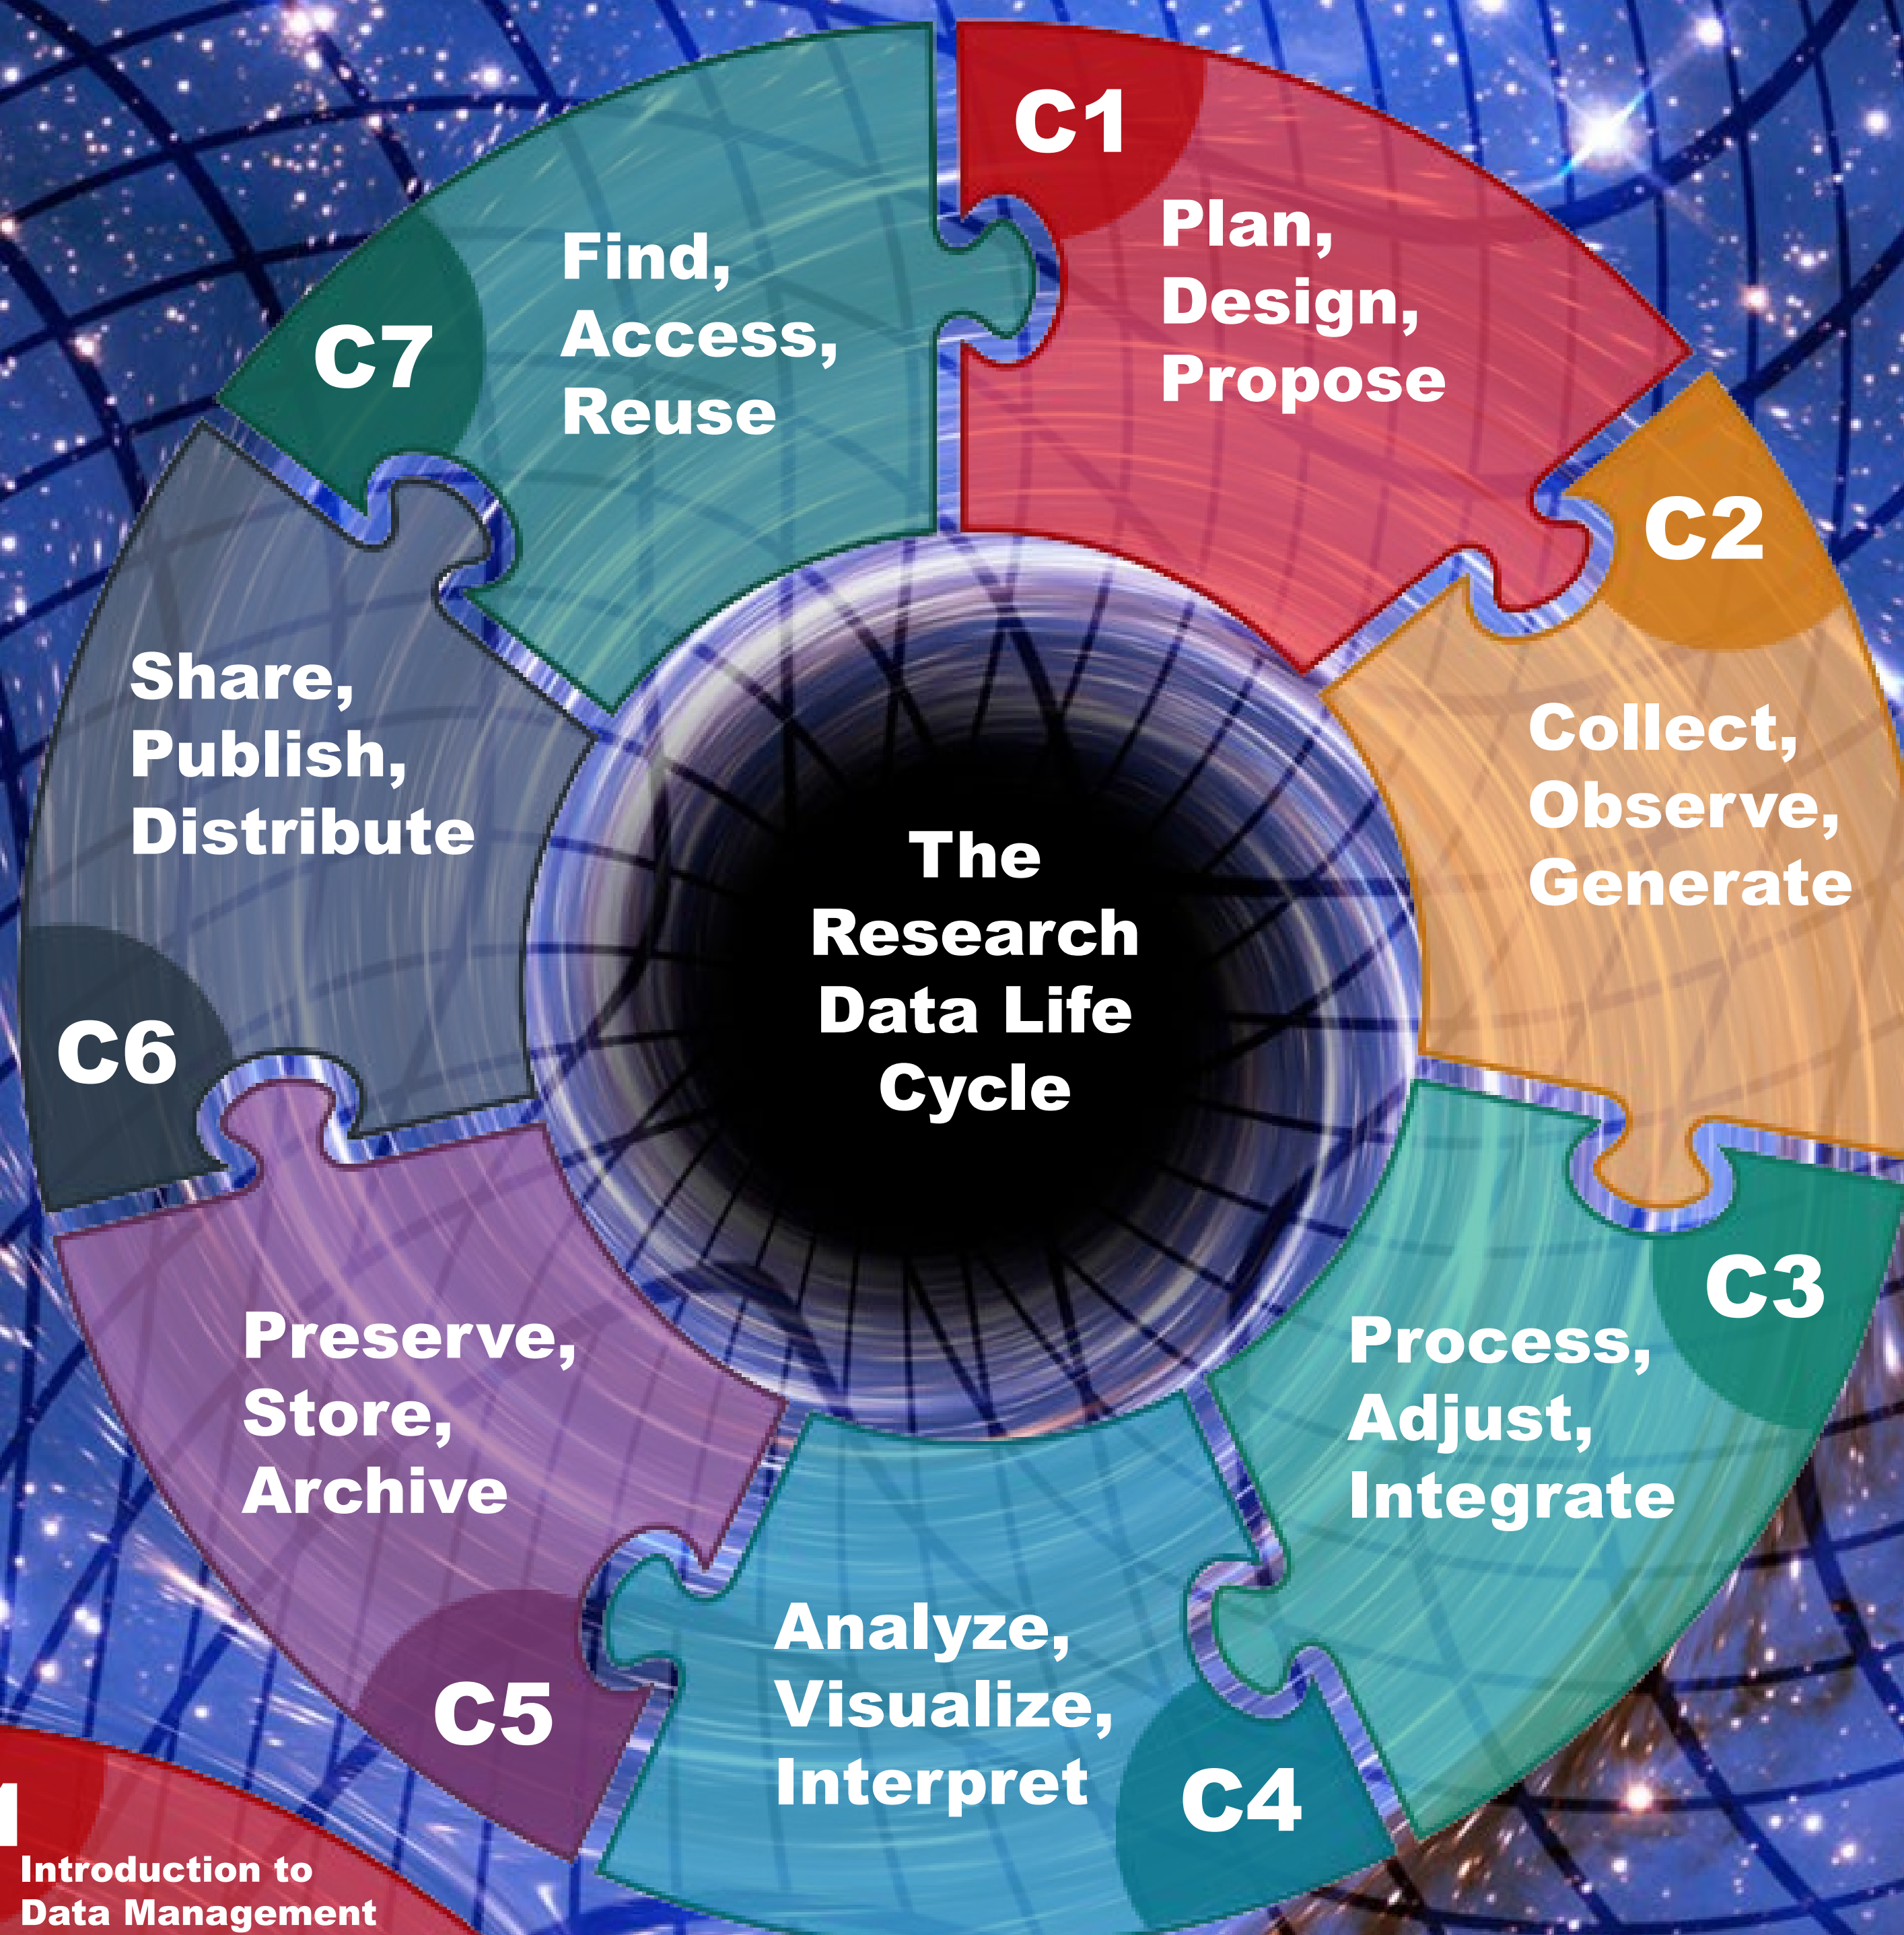 C1
Plan,
Design,
Propose
C2
Collect,
Observe,
Generate
C3
Process,
Adjust,
Integrate
C4
Analyze,
Visualize,
Interpret
C5
Preserve,
Store,
Archive
C6
Share,
Publish,
Distribute
C7
Find,
Access,
Reuse
The
Research
Data Life
Cycle
Introduction to
Data Management